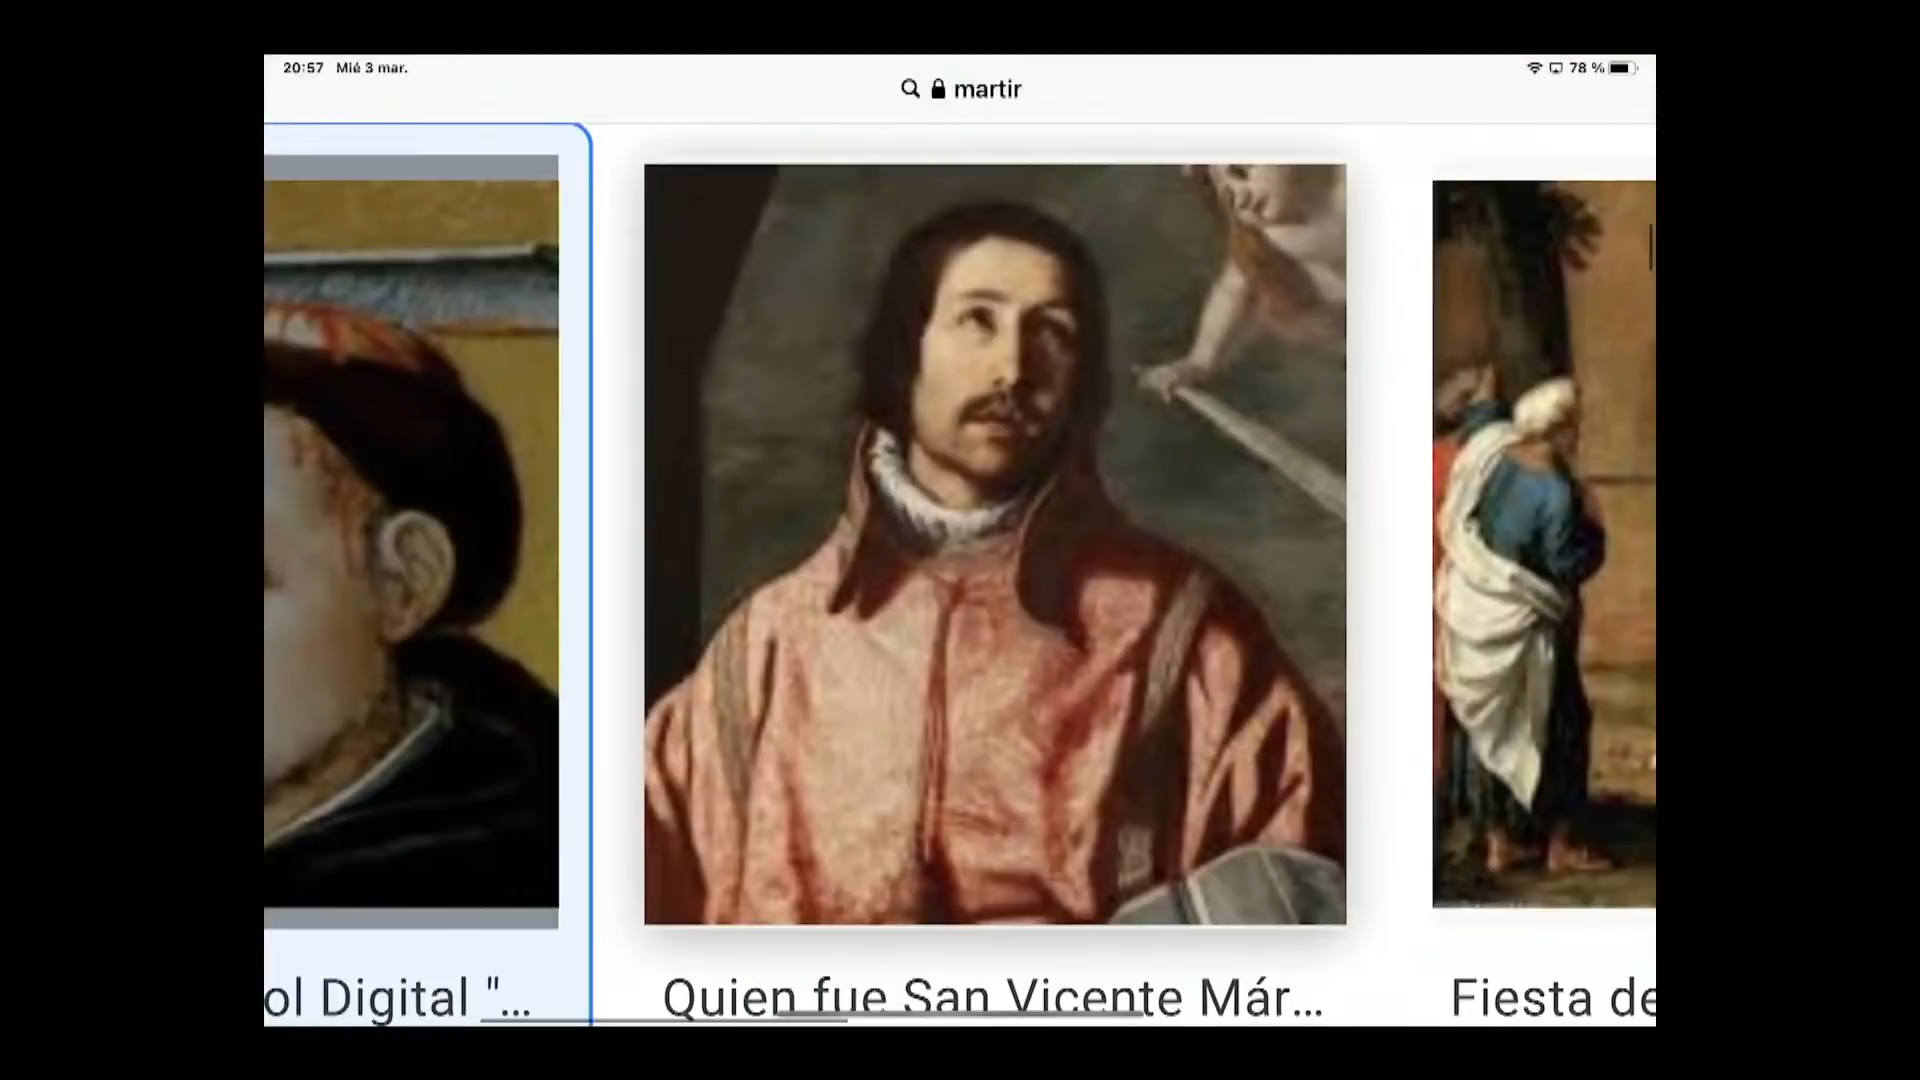 20:57 Mié 3 mar.
78 %
martir
ol Digital "...
Quien fue San Vicente Már...
Fiesta de